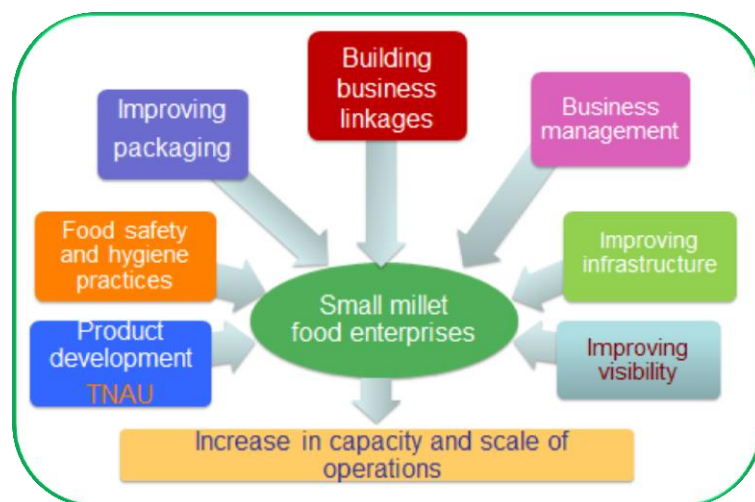 Building
business
linkages
Improving
packaging
Business
management
Food safety
and hygiene
practices
Improving
infrastructure
Small millet
food enterprises
Product
development
TNAU
Improving
visibility
Increase in capacity and scale of
operations